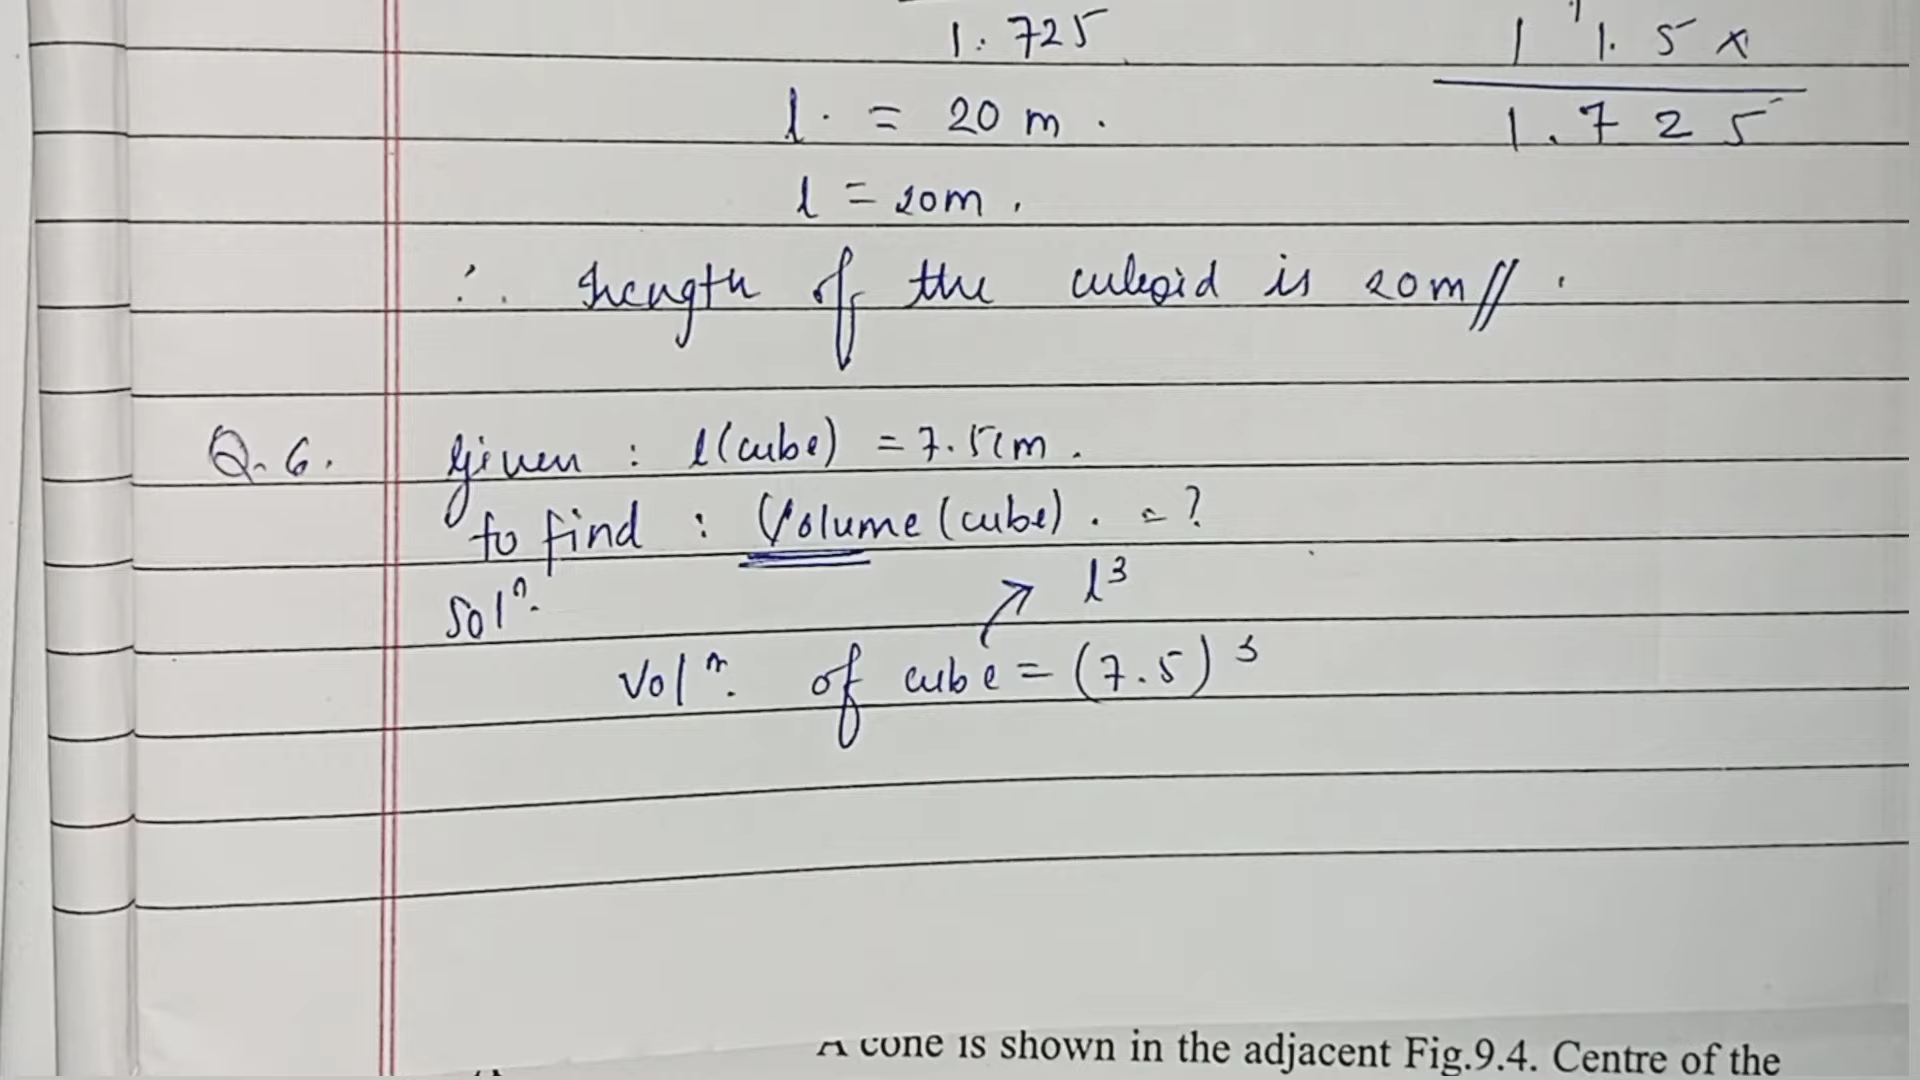 1.725
1 1.5 x
l. = 20 m .
1.725
l = 20m .
∴ Length of the cuboid is 20m// .
Q.6. Given : l(cube) = 7.5cm .
to find : Volume (cube) . = ?
Solⁿ. l³
Volⁿ. of cube = (7.5)³
A cone is shown in the adjacent Fig.9.4. Centre of the